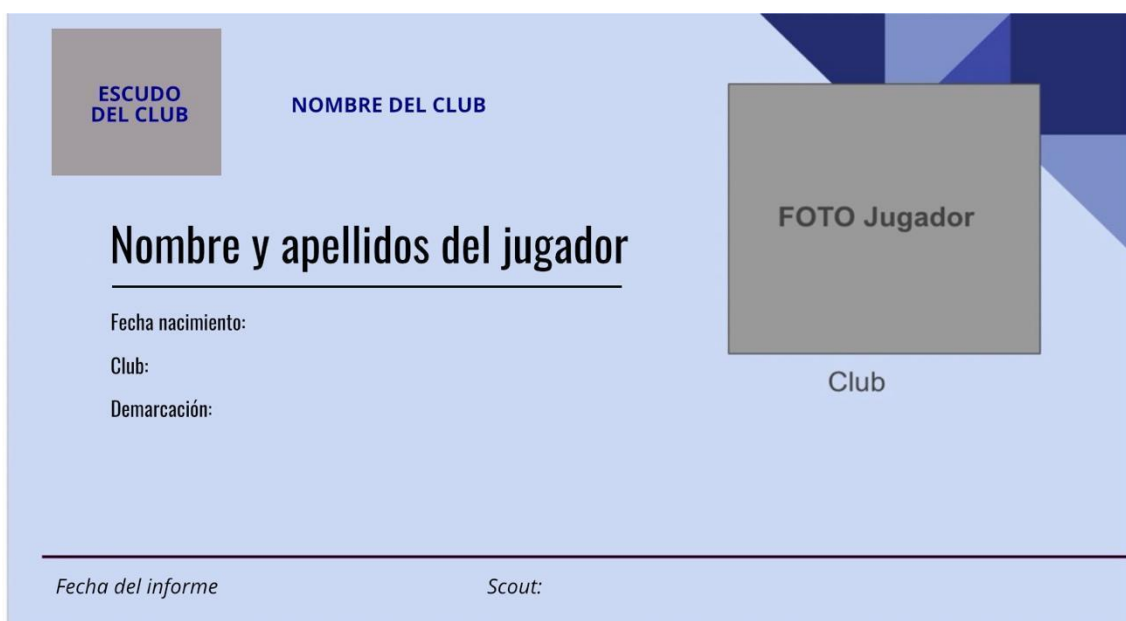 ESCUDO
DEL CLUB
NOMBRE DEL CLUB
Nombre y apellidos del jugador
Fecha nacimiento:
Club:
Demarcación:
FOTO Jugador
Club
Fecha del informe
Scout: